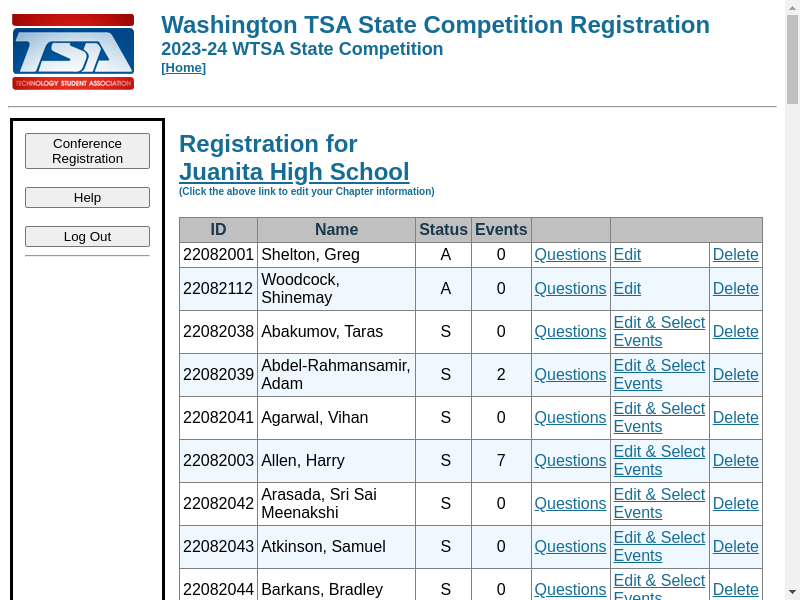 TSA
TECHNOLOGY STUDENT ASSOCIATION
Washington TSA State Competition Registration
2023-24 WTSA State Competition
[Home]
Conference
Registration
Help
Log Out
Registration for
Juanita High School
(Click the above link to edit your Chapter information)
ID Name Status Events
22082001 Shelton, Greg A 0 Questions Edit Delete
22082112 Woodcock, Shinemay A 0 Questions Edit Delete
22082038 Abakumov, Taras S 0 Questions Edit & Select Events Delete
22082039 Abdel-Rahmansamir, Adam S 2 Questions Edit & Select Events Delete
22082041 Agarwal, Vihan S 0 Questions Edit & Select Events Delete
22082003 Allen, Harry S 7 Questions Edit & Select Events Delete
22082042 Arasada, Sri Sai Meenakshi S 0 Questions Edit & Select Events Delete
22082043 Atkinson, Samuel S 0 Questions Edit & Select Events Delete
22082044 Barkans, Bradley S 0 Questions Edit & Select Events Delete